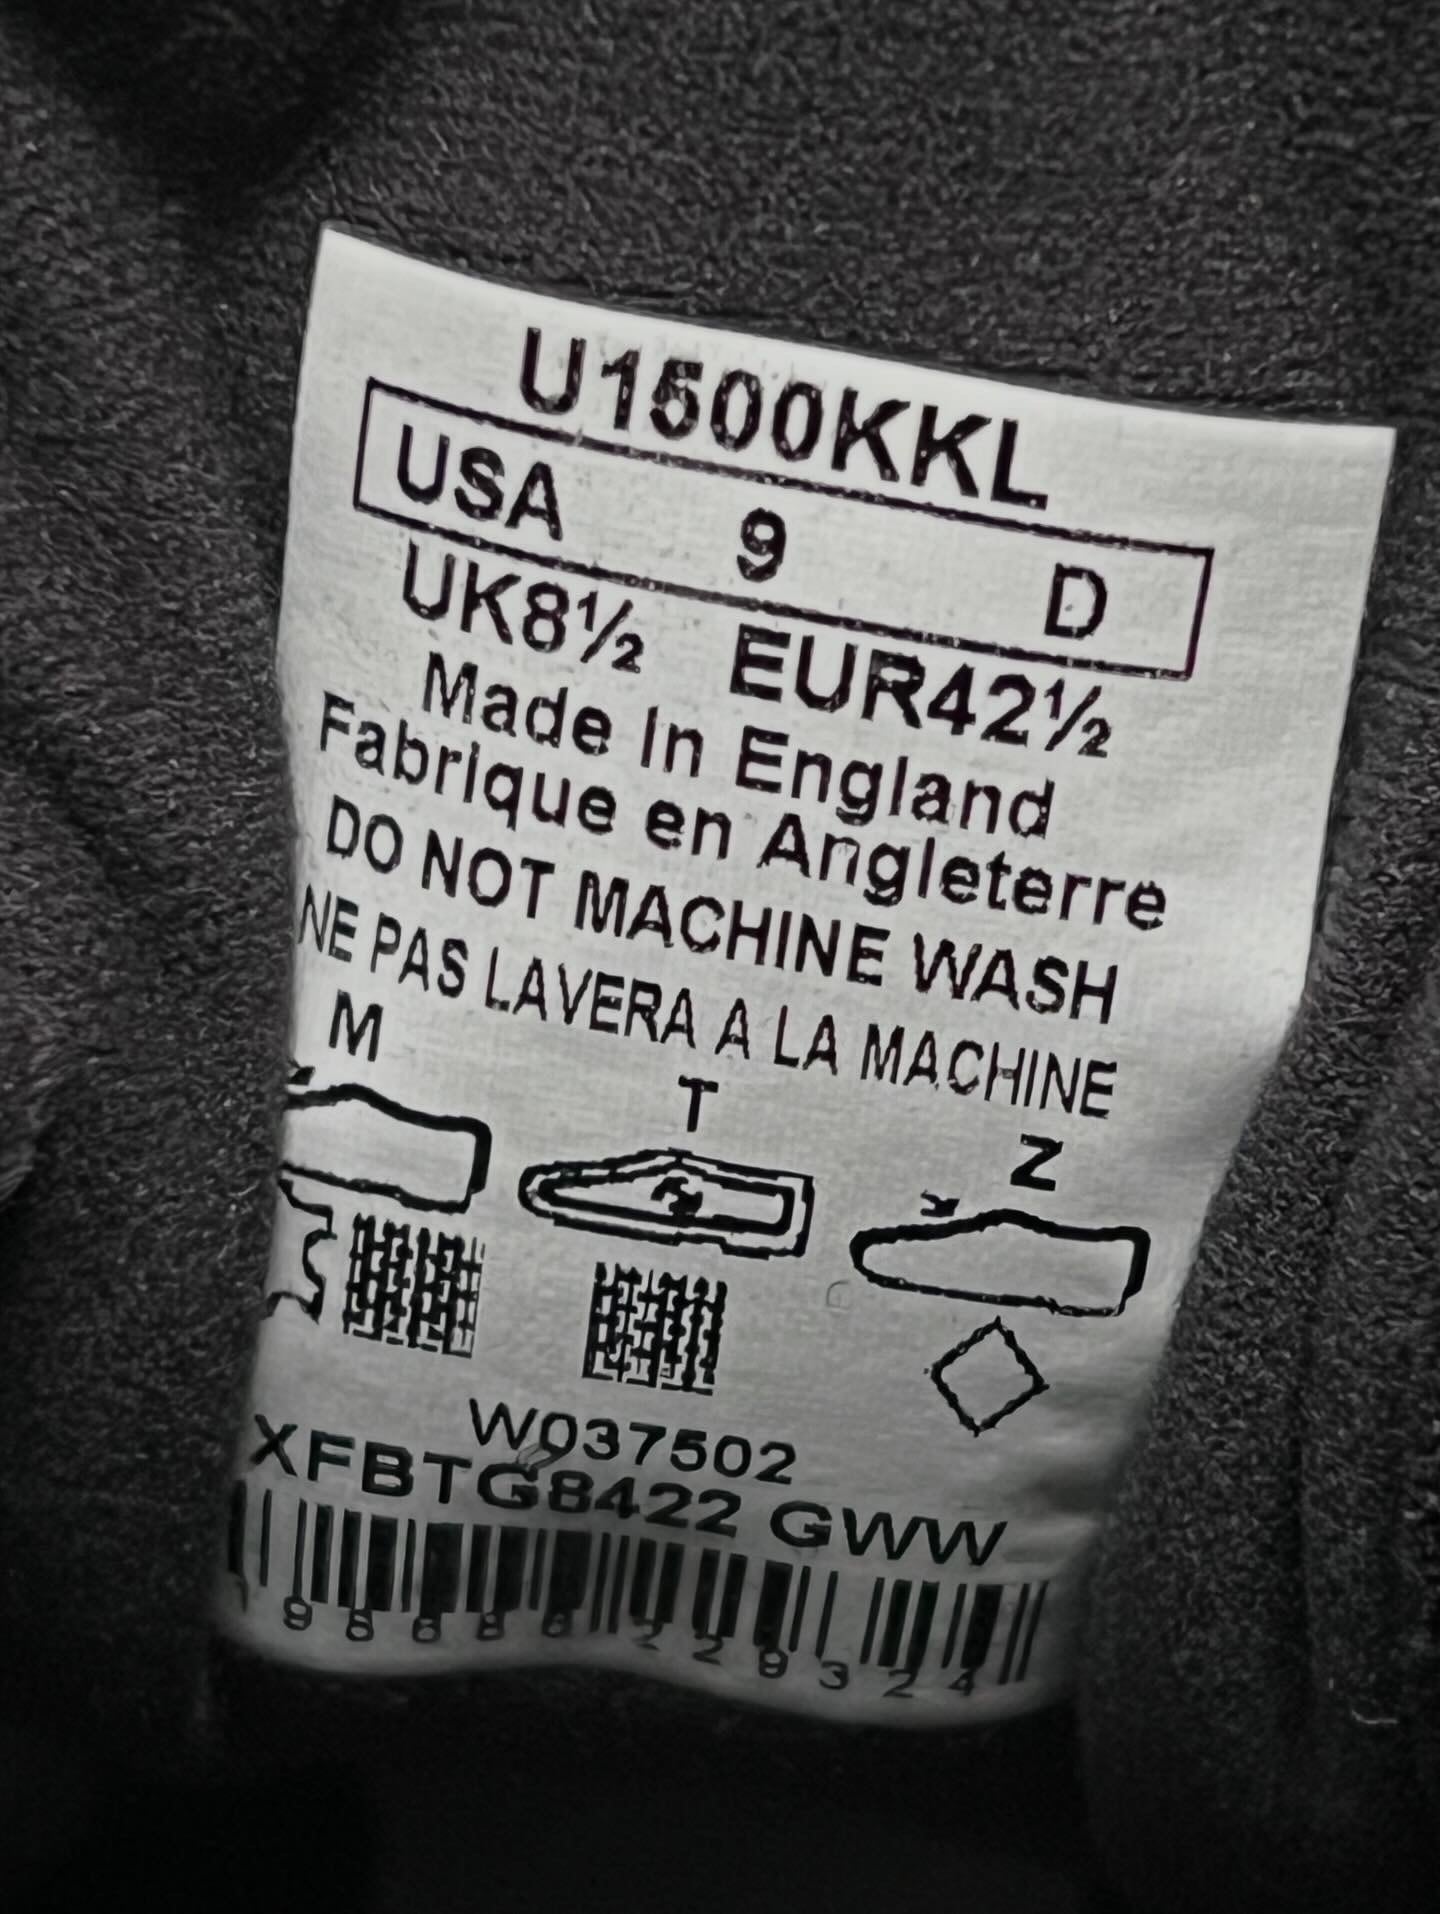 U1500KKL
USA 9 D
UK8½ EUR42½
Made In England
Fabrique en Angleterre
DO NOT MACHINE WASH
NE PAS LAVERA A LA MACHINE
M T Z
W037502
XFBTG8422 GWW